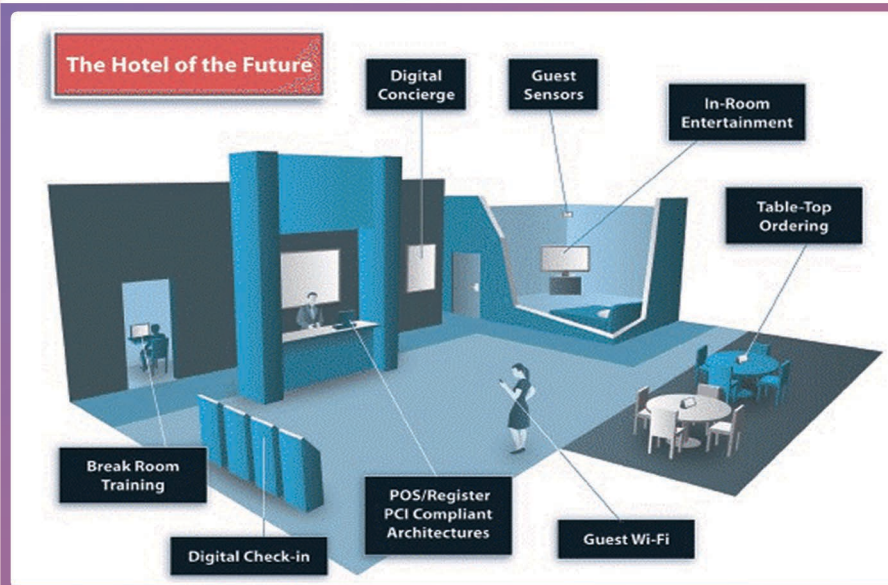 The Hotel of the Future
Digital
Concierge
Guest
Sensors
In-Room
Entertainment
Table-Top
Ordering
Break Room
Training
Digital Check-in
POS/Register
PCI Compliant
Architectures
Guest Wi-Fi